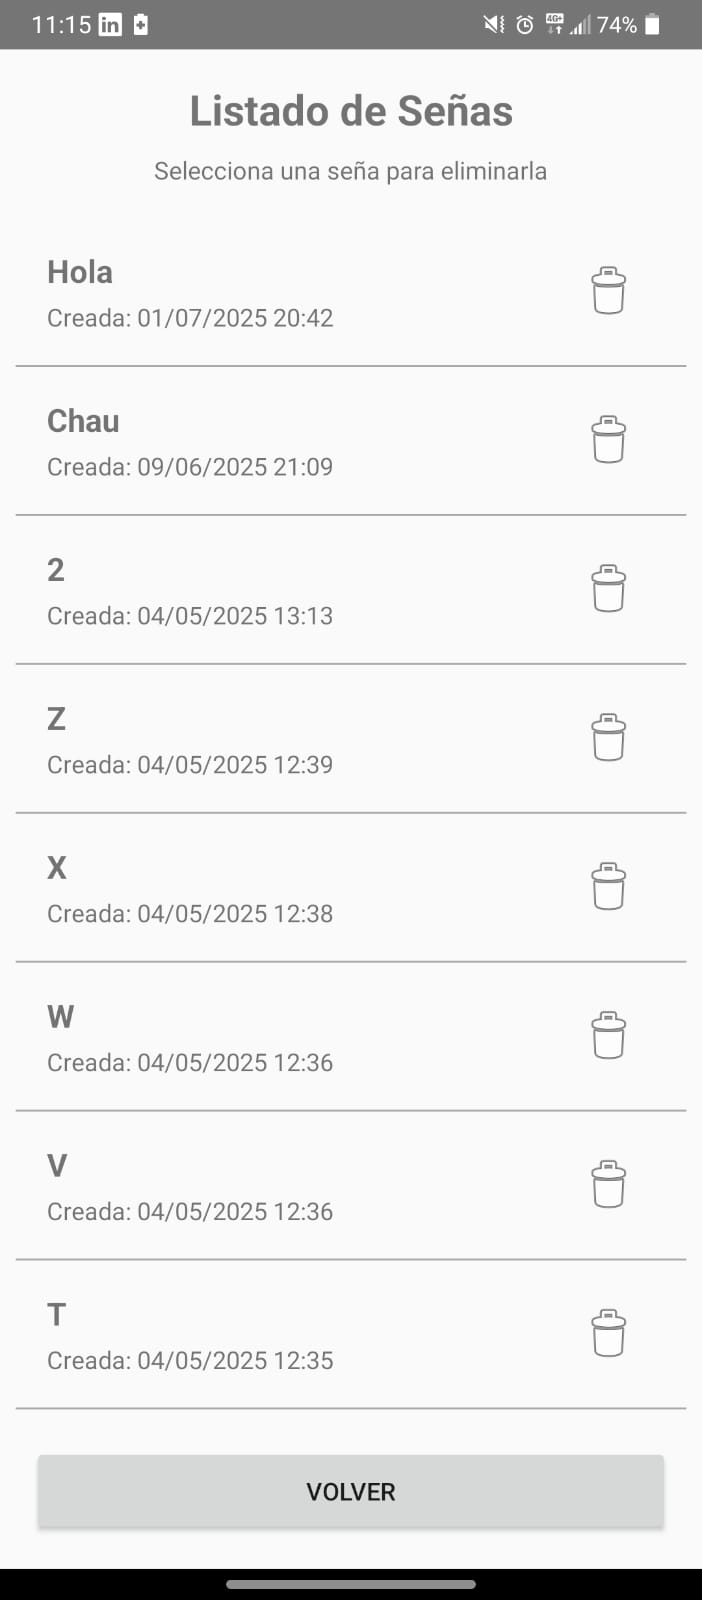 11:15 in 4G+ 74%
Listado de Señas
Selecciona una seña para eliminarla
Hola
Creada: 01/07/2025 20:42
Chau
Creada: 09/06/2025 21:09
2
Creada: 04/05/2025 13:13
Z
Creada: 04/05/2025 12:39
X
Creada: 04/05/2025 12:38
W
Creada: 04/05/2025 12:36
V
Creada: 04/05/2025 12:36
T
Creada: 04/05/2025 12:35
VOLVER